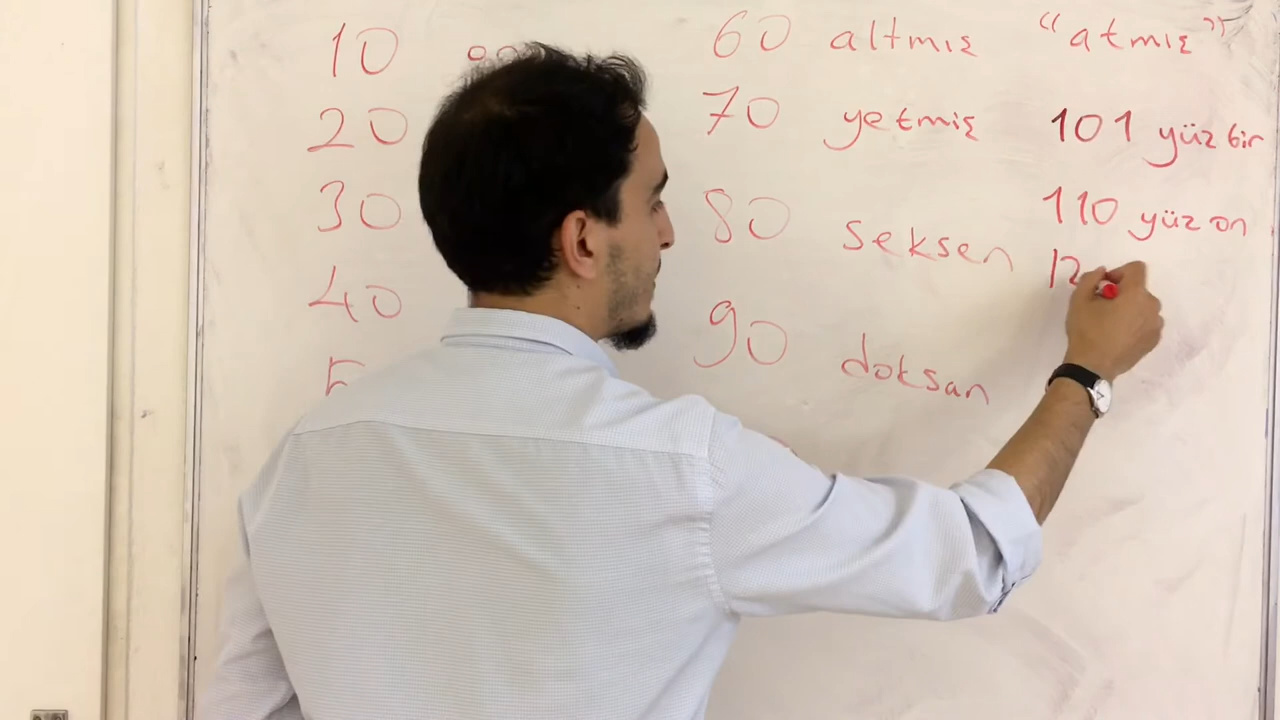 10
20
30
40
60 altmış "atmış"
70 yetmiş
80 seksen
90 doksan
101 yüz bir
110 yüz on
12